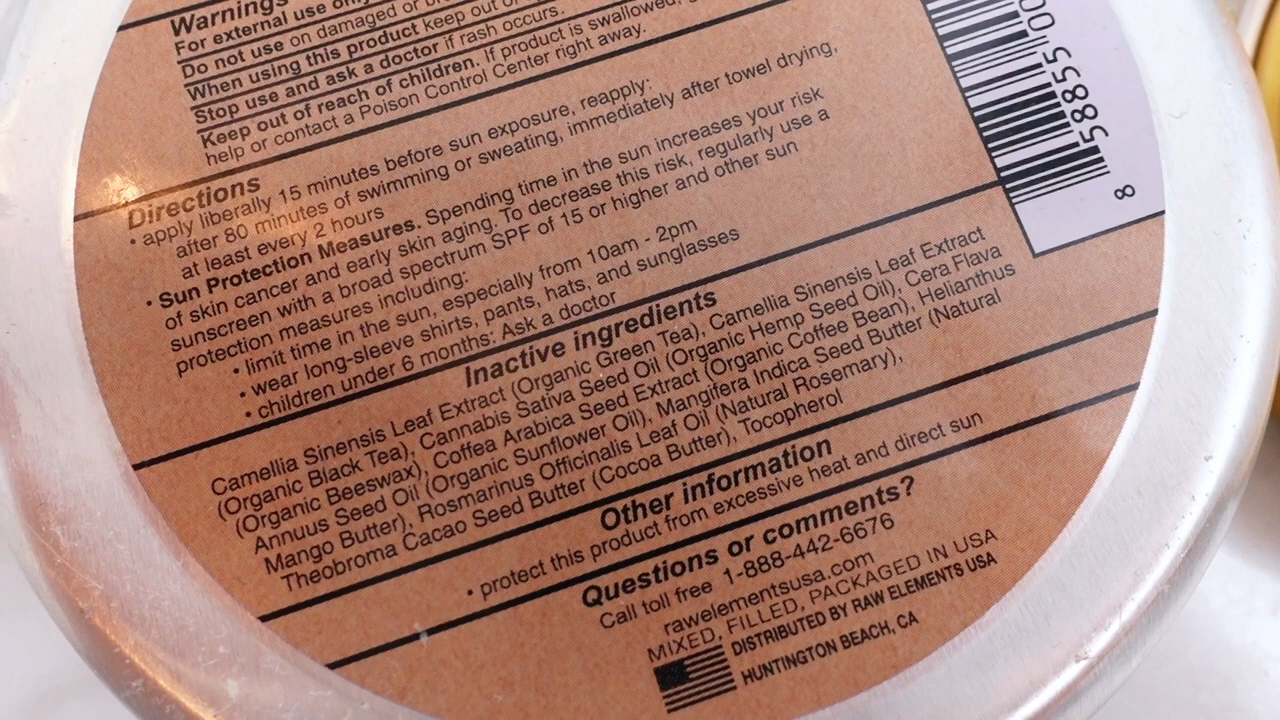 Warnings
For external use only
Do not use on damaged or
When using this product keep out
Stop use and ask a doctor if rash occurs.
Keep out of reach of children. If product is swallowed,
help or contact a Poison Control Center right away.
Directions
• apply liberally 15 minutes before sun exposure, reapply:
after 80 minutes of swimming or sweating, immediately after towel drying,
at least every 2 hours
• Sun Protection Measures. Spending time in the sun increases your risk
of skin cancer and early skin aging. To decrease this risk, regularly use a
sunscreen with a broad spectrum SPF of 15 or higher and other sun
protection measures including:
• limit time in the sun, especially from 10am - 2pm
• wear long-sleeve shirts, pants, hats, and sunglasses
• children under 6 months: Ask a doctor
Inactive ingredients
Camellia Sinensis Leaf Extract (Organic Green Tea), Camellia Sinensis Leaf Extract
(Organic Black Tea), Cannabis Sativa Seed Oil (Organic Hemp Seed Oil), Cera Flava
(Organic Beeswax), Coffea Arabica Seed Extract (Organic Coffee Bean), Helianthus
Annuus Seed Oil (Organic Sunflower Oil), Mangifera Indica Seed Butter (Natural
Mango Butter), Rosmarinus Officinalis Leaf Oil (Natural Rosemary),
Theobroma Cacao Seed Butter (Cocoa Butter), Tocopherol
Other information
• protect this product from excessive heat and direct sun
Questions or comments?
Call toll free 1-888-442-6676
rawelementsusa.com
MIXED, FILLED, PACKAGED IN USA
DISTRIBUTED BY RAW ELEMENTS USA
HUNTINGTON BEACH, CA
8 58855 00